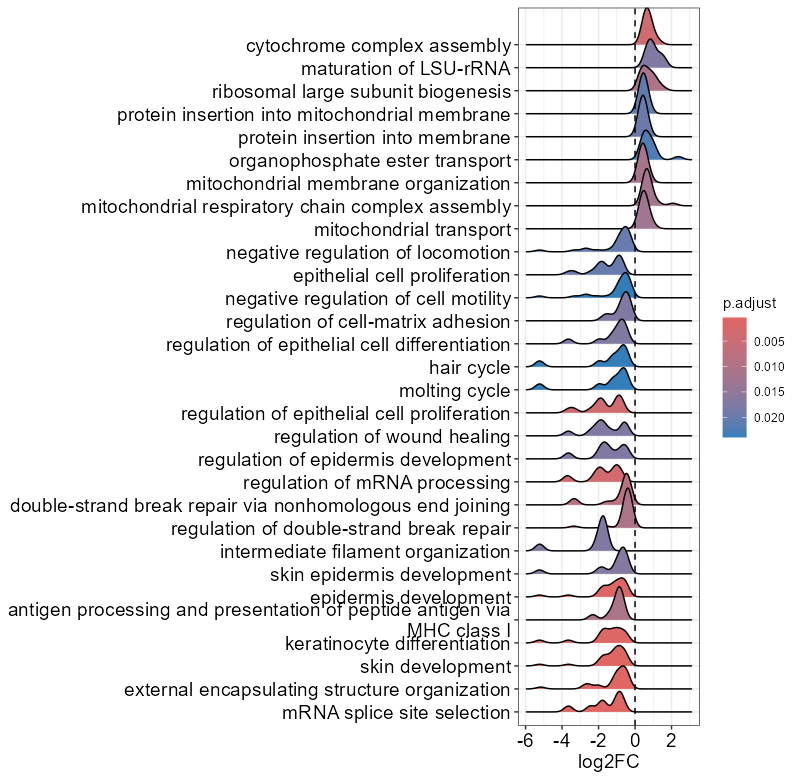 cytochrome complex assembly
maturation of LSU-rRNA
ribosomal large subunit biogenesis
protein insertion into mitochondrial membrane
protein insertion into membrane
organophosphate ester transport
mitochondrial membrane organization
mitochondrial respiratory chain complex assembly
mitochondrial transport
negative regulation of locomotion
epithelial cell proliferation
negative regulation of cell motility
regulation of cell-matrix adhesion
regulation of epithelial cell differentiation
hair cycle
molting cycle
regulation of epithelial cell proliferation
regulation of wound healing
regulation of epidermis development
regulation of mRNA processing
double-strand break repair via nonhomologous end joining
regulation of double-strand break repair
intermediate filament organization
skin epidermis development
epidermis development
antigen processing and presentation of peptide antigen via
MHC class I
keratinocyte differentiation
skin development
external encapsulating structure organization
mRNA splice site selection
-6 -4 -2 0 2
log2FC
p.adjust
0.005
0.010
0.015
0.020